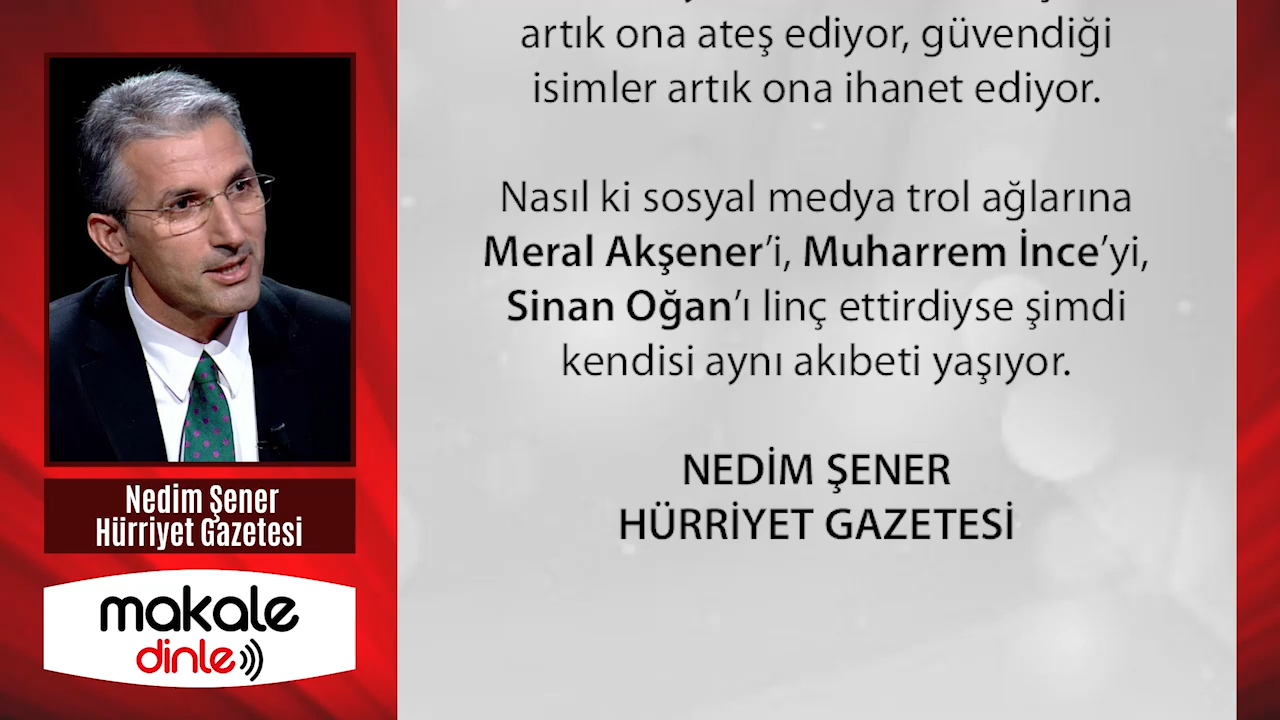 artık ona ateş ediyor, güvendiği
isimler artık ona ihanet ediyor.
Nasıl ki sosyal medya trol ağlarına
Meral Akşener’i, Muharrem İnce’yi,
Sinan Oğan’ı linç ettirdiyse şimdi
kendisi aynı akıbeti yaşıyor.
NEDİM ŞENER
HÜRRİYET GAZETESİ
Nedim Şener
Hürriyet Gazetesi
makale
dinle